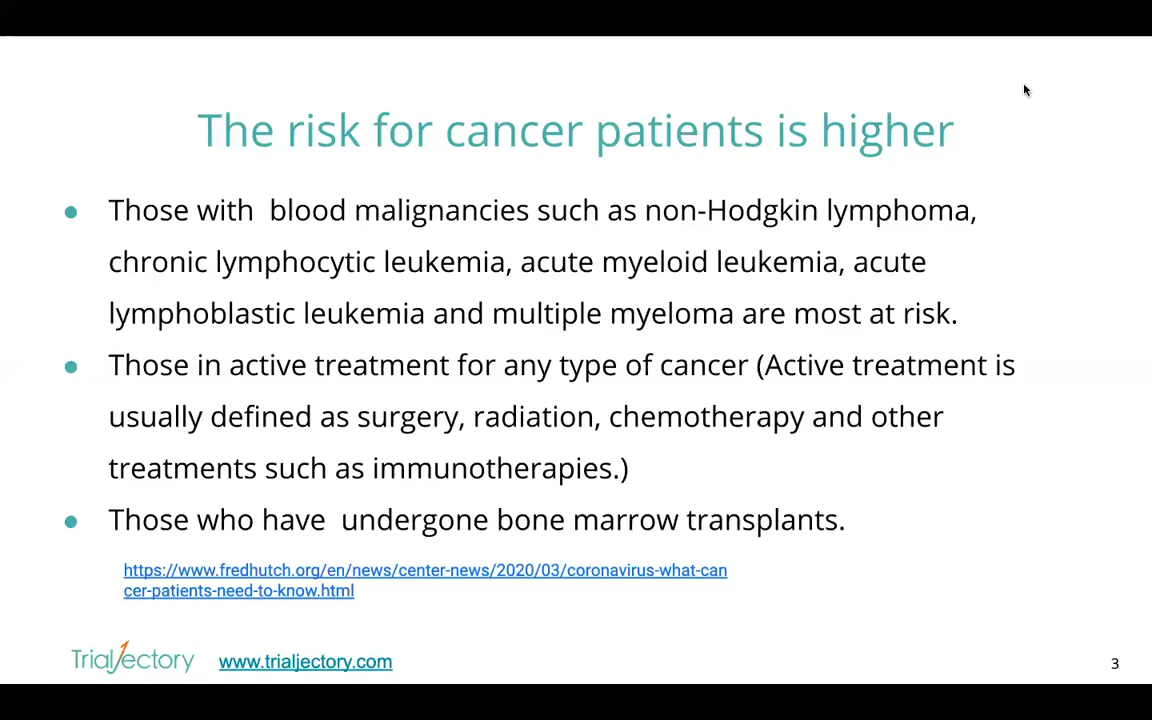 The risk for cancer patients is higher
● Those with  blood malignancies such as non-Hodgkin lymphoma,
chronic lymphocytic leukemia, acute myeloid leukemia, acute
lymphoblastic leukemia and multiple myeloma are most at risk.
● Those in active treatment for any type of cancer (Active treatment is
usually defined as surgery, radiation, chemotherapy and other
treatments such as immunotherapies.)
● Those who have  undergone bone marrow transplants.
https://www.fredhutch.org/en/news/center-news/2020/03/coronavirus-what-can
cer-patients-need-to-know.html
TrialJectory www.trialjectory.com 3